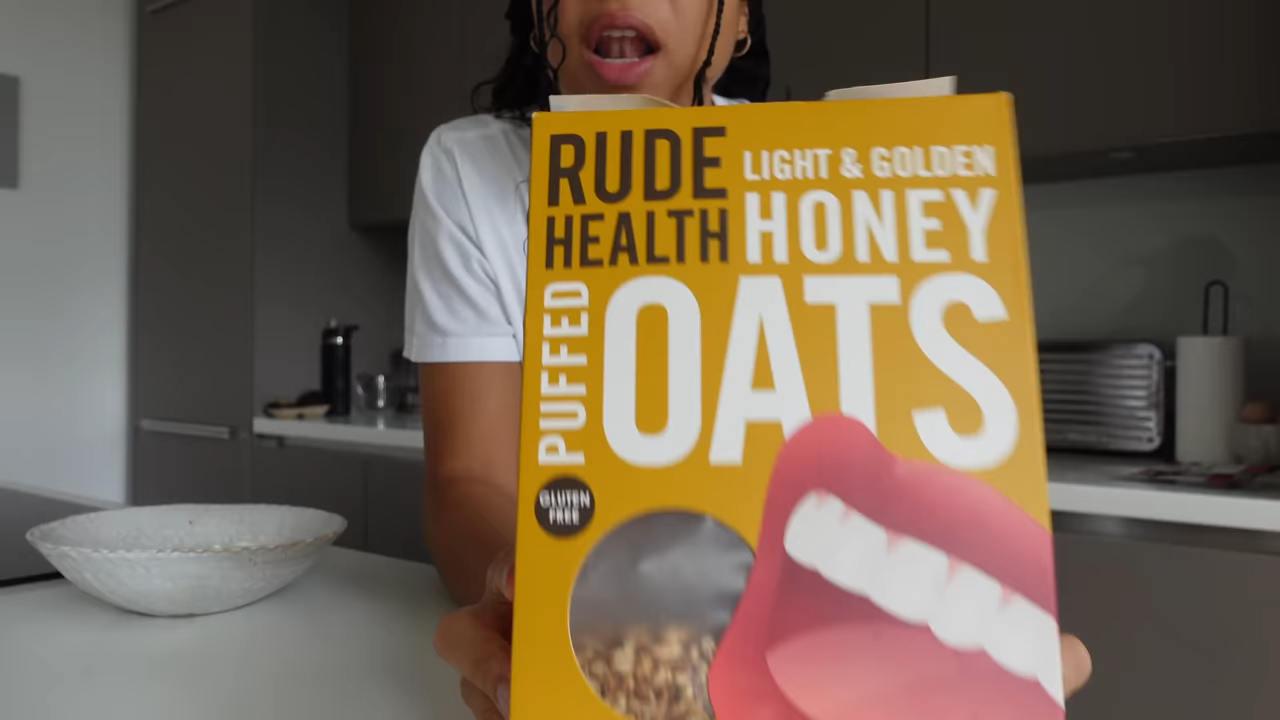 RUDE
HEALTH
LIGHT & GOLDEN
HONEY
PUFFED
OATS
GLUTEN
FREE